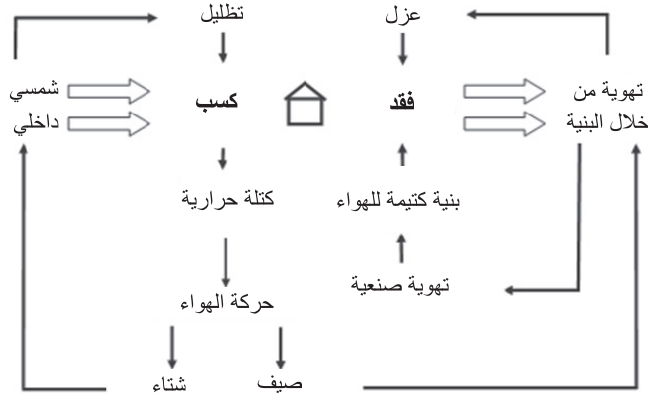 عزل
تظليل
تهوية من
خلال البنية
فقد
كسب
شمسي
داخلي
بنية كتيمة للهواء
كتلة حرارية
تهوية صنعية
حركة الهواء
صيف
شتاء